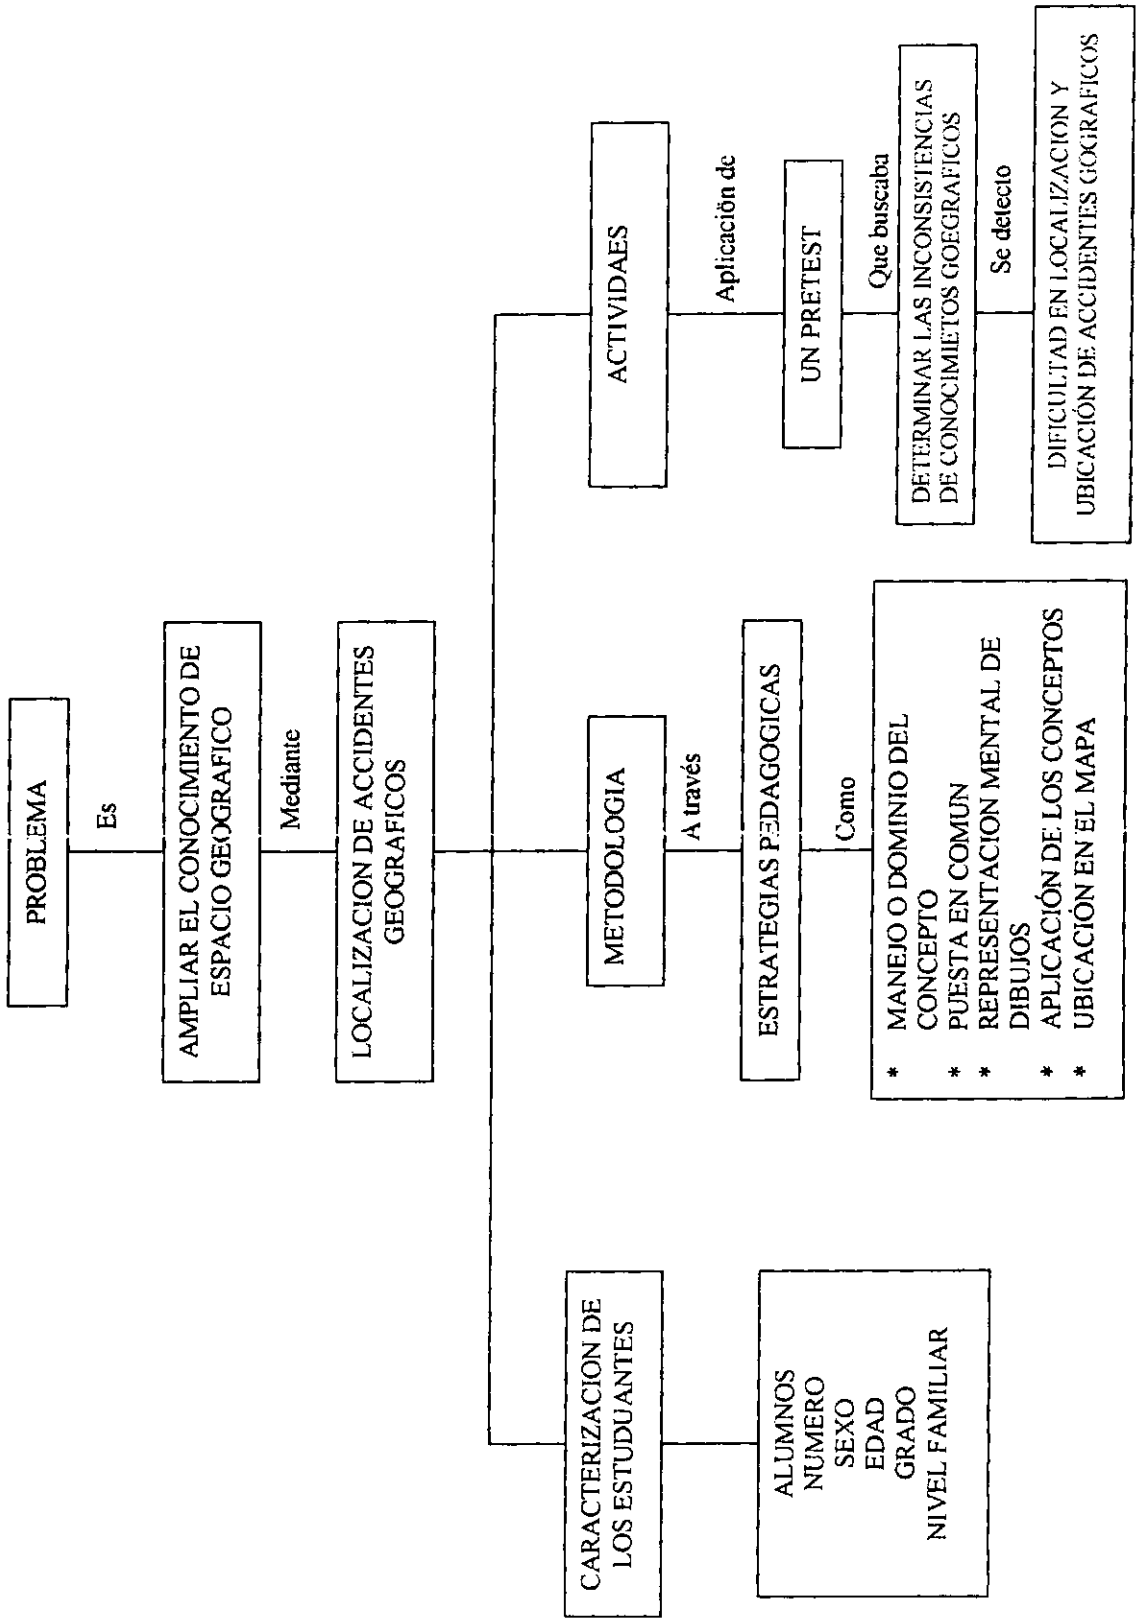 PROBLEMA
Es
AMPLIAR EL CONOCIMIENTO DE
ESPACIO GEOGRAFICO
Mediante
LOCALIZACION DE ACCIDENTES
GEOGRAFICOS
CARACTERIZACION DE
LOS ESTUDUANTES
ALUMNOS
NUMERO
SEXO
EDAD
GRADO
NIVEL FAMILIAR
METODOLOGIA
A través
ESTRATEGIAS PEDAGOGICAS
Como
* MANEJO O DOMINIO DEL
CONCEPTO
* PUESTA EN COMUN
* REPRESENTACION MENTAL DE
DIBUJOS
* APLICACIÓN DE LOS CONCEPTOS
* UBICACIÓN EN EL MAPA
ACTIVIDAES
Aplicación de
UN PRETEST
Que buscaba
DETERMINAR LAS INCONSISTENCIAS
DE CONOCIMIETOS GOEGRAFICOS
Se detecto
DIFICULTAD EN LOCALIZACION Y
UBICACIÓN DE ACCIDENTES GOGRAFICOS